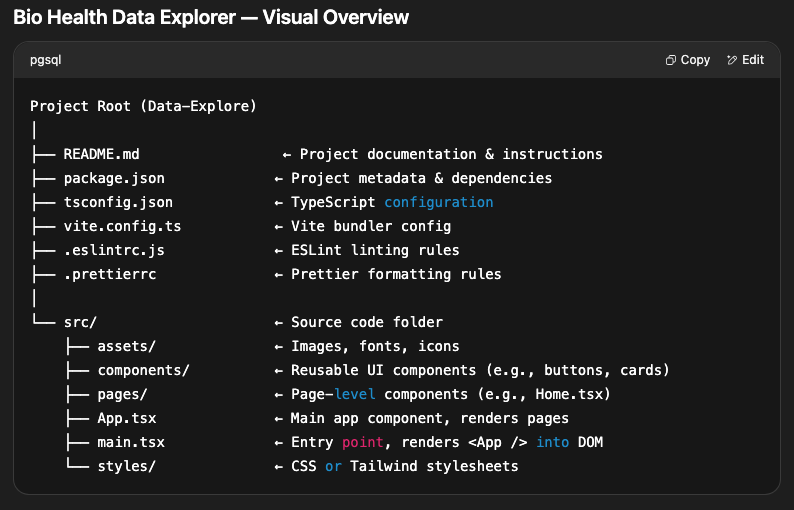 Bio Health Data Explorer — Visual Overview
pgsql Copy Edit
Project Root (Data-Explore)
│
├── README.md ← Project documentation & instructions
├── package.json ← Project metadata & dependencies
├── tsconfig.json ← TypeScript configuration
├── vite.config.ts ← Vite bundler config
├── .eslintrc.js ← ESLint linting rules
├── .prettierrc ← Prettier formatting rules
│
└── src/ ← Source code folder
    ├── assets/ ← Images, fonts, icons
    ├── components/ ← Reusable UI components (e.g., buttons, cards)
    ├── pages/ ← Page-level components (e.g., Home.tsx)
    ├── App.tsx ← Main app component, renders pages
    ├── main.tsx ← Entry point, renders <App /> into DOM
    └── styles/ ← CSS or Tailwind stylesheets